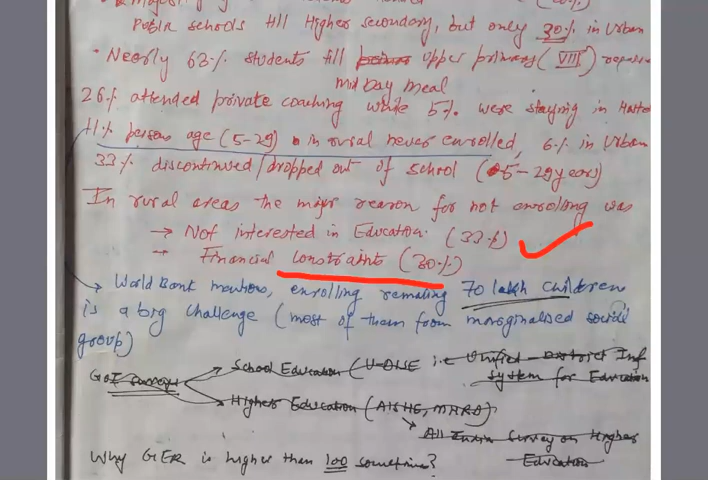 Public schools till Higher secondary, but only 30% in Urban
• Nearly 63% students till upper primary (VIII)
Mid Day Meal
26% attended private coaching while 5% were staying in
11% persons age (5-29) in rural never enrolled, 6% in Urban
33% discontinued/dropped out of school (5-29 years)
In rural areas the major reason for not enrolling was
→ Not interested in Education. (33%)
→ Financial constraints (30%)
→ World Bank mentions, enrolling remaining 70 lakh children
is a big challenge (most of them from marginalised social
group)
School Education (U-DISE i.e Unified District Inf
GoI surveys
System for Education
Higher Education (AISHE, MHRD)
→ All India Survey on Higher
Education
Why GER is higher than 100 sometimes?